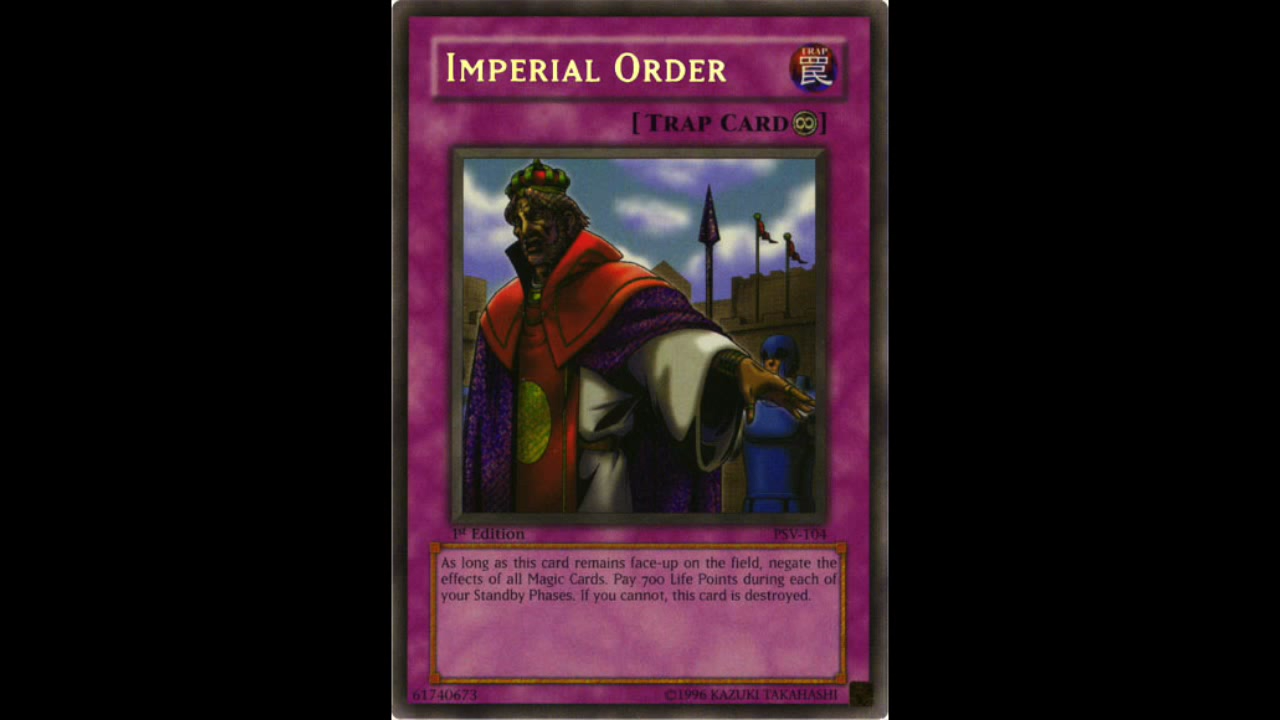 IMPERIAL ORDER
TRAP
罠
[TRAP CARD∞]
1st Edition
PSV-104
As long as this card remains face-up on the field, negate the
effects of all Magic Cards. Pay 700 Life Points during each of
your Standby Phases. If you cannot, this card is destroyed.
61740673
©1996 KAZUKI TAKAHASHI